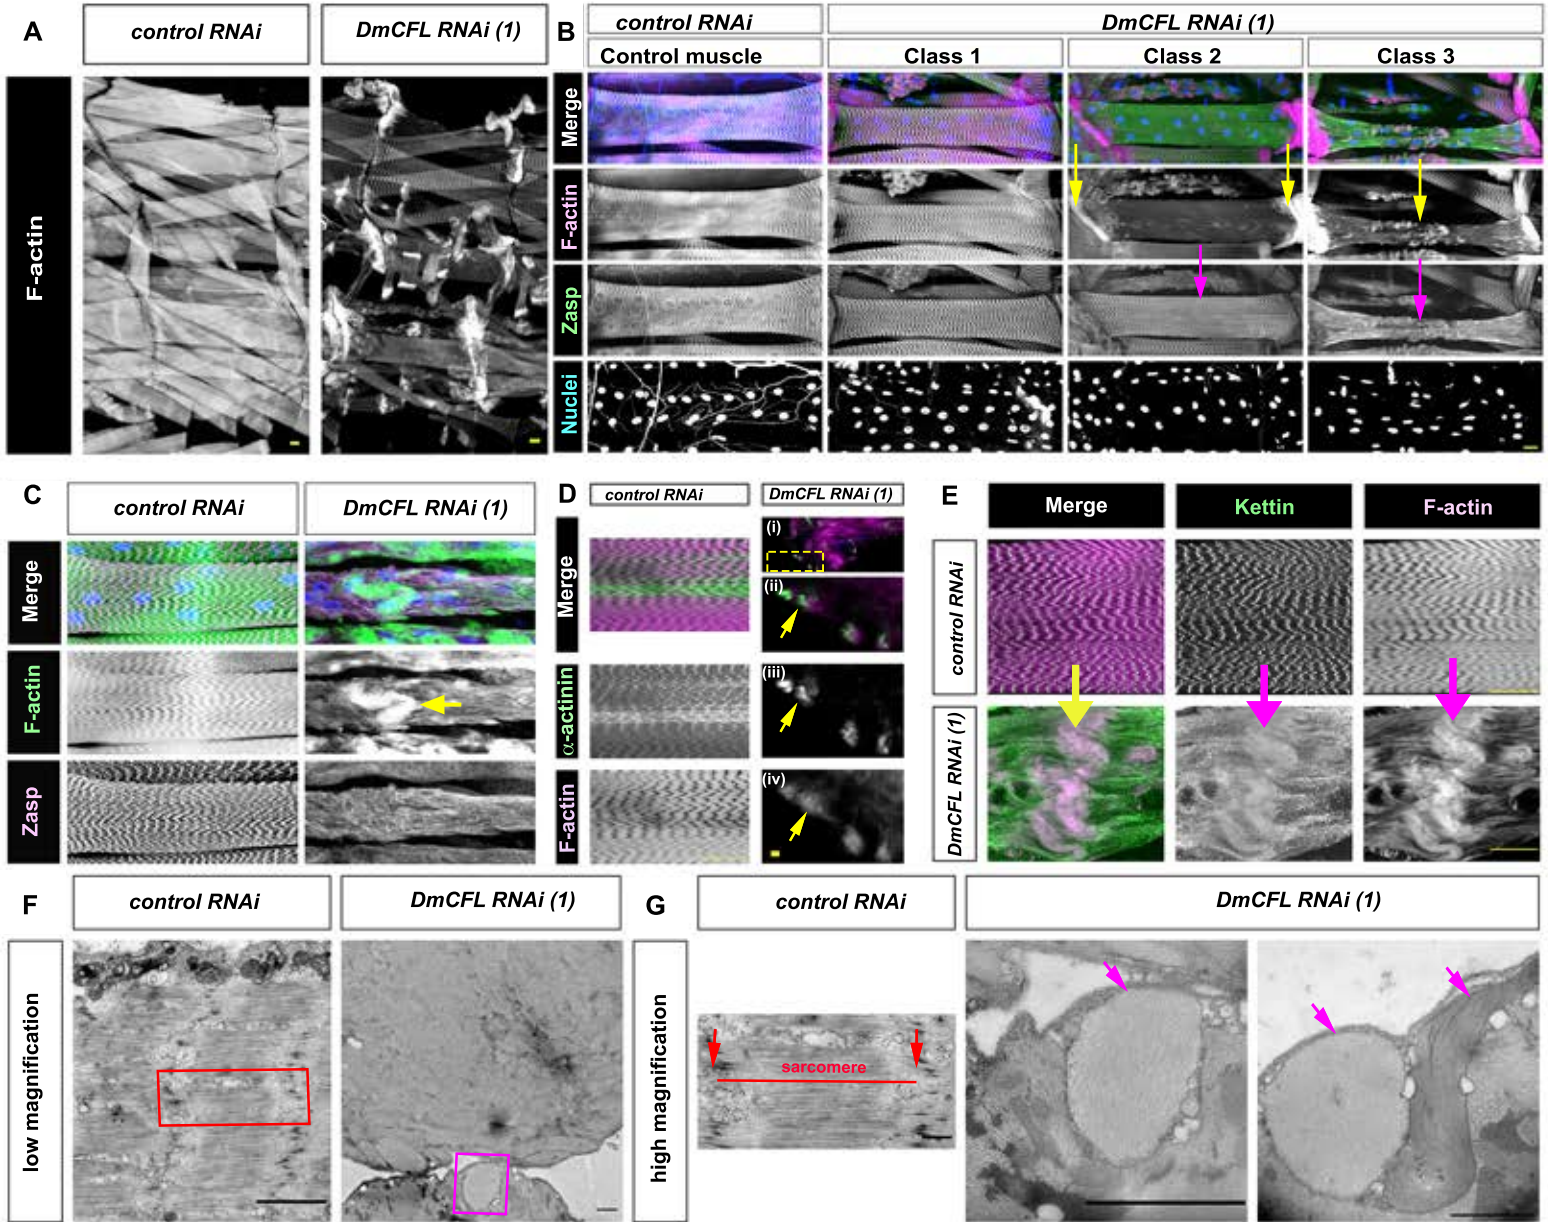 A
control RNAi
DmCFL RNAi (1)
F-actin
B
control RNAi
DmCFL RNAi (1)
Control muscle
Class 1
Class 2
Class 3
Merge
F-actin
Zasp
Nuclei
C
control RNAi
DmCFL RNAi (1)
Merge
F-actin
Zasp
D
control RNAi
DmCFL RNAi (1)
Merge
(i)
(ii)
α-actinin
(iii)
F-actin
(iv)
E
Merge
Kettin
F-actin
control RNAi
DmCFL RNAi (1)
F
control RNAi
DmCFL RNAi (1)
low magnification
G
control RNAi
DmCFL RNAi (1)
high magnification
sarcomere